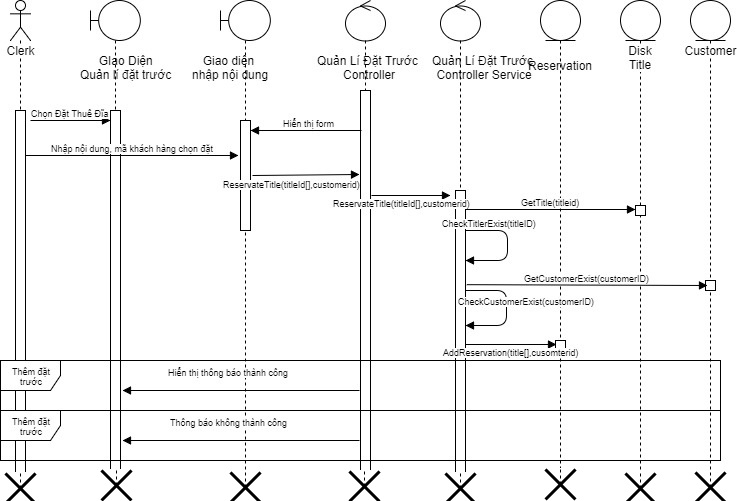 Clerk
GIao Diện
Quản lí đặt trước
Giao diện
nhập nội dung
Quản Lí Đặt Trước
Controller
Quản Lí Đặt Trước
Controller Service
Reservation
Disk
Title
Customer
Chọn Đặt Thuê Đĩa
Hiển thị form
Nhập nội dung, mã khách hàng chọn đặt
ReservateTitle(titleId[],customerid)
ReservateTitle(titleId[],customerid)
GetTitle(titleid)
CheckTitlerExist(titleID)
GetCustomerExist(customerID)
CheckCustomerExist(customerID)
AddReservation(title[],cusomterid)
Thêm đặt
trước
Hiển thị thông báo thành công
Thêm đặt
trước
Thông báo không thành công